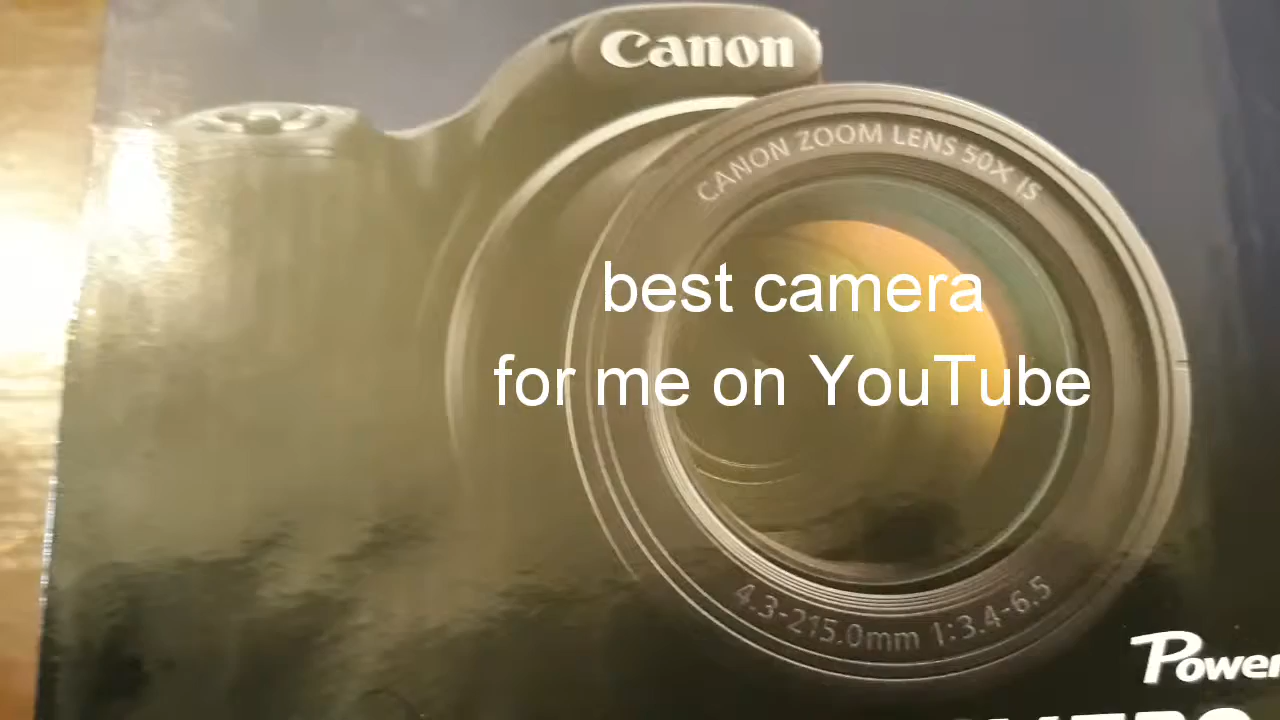 Canon
CANON ZOOM LENS 50X IS
best camera
for me on YouTube
4.3-215.0mm 1:3.4-6.5
Power